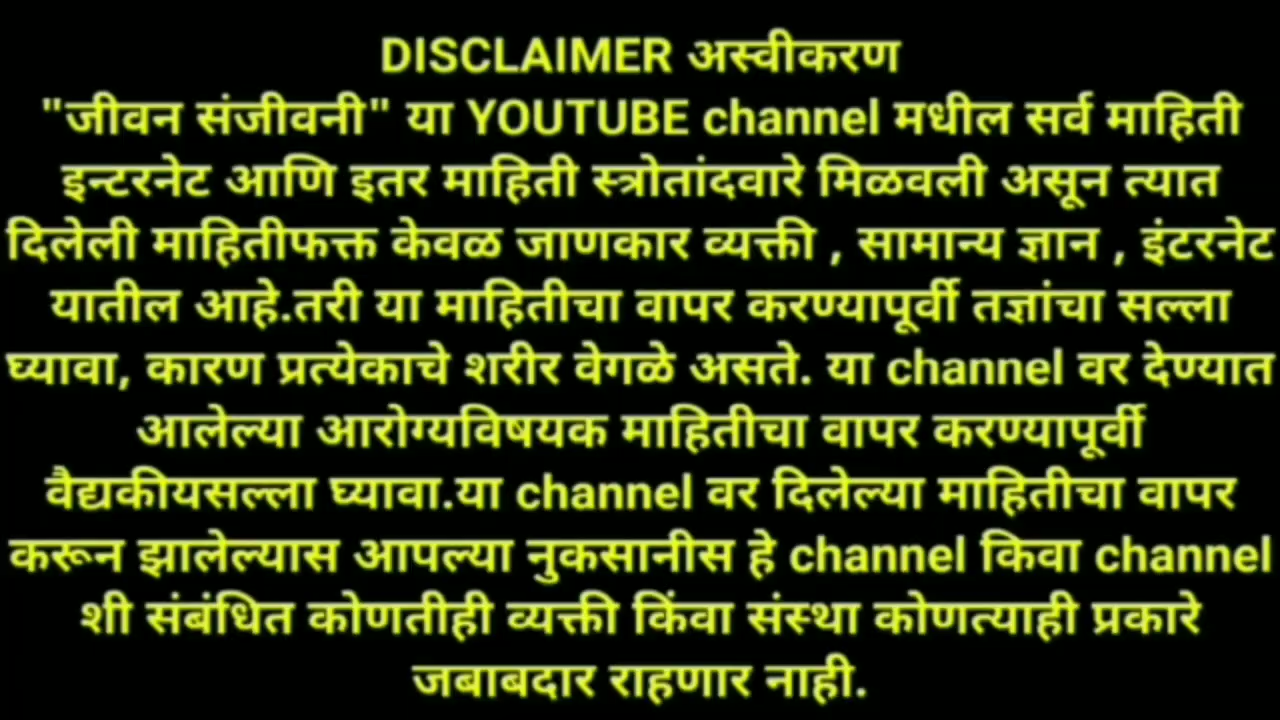 DISCLAIMER अस्वीकरण
"जीवन संजीवनी" या YOUTUBE channel मधील सर्व माहिती
इन्टरनेट आणि इतर माहिती स्त्रोतांदवारे मिळवली असून त्यात
दिलेली माहितीफक्त केवळ जाणकार व्यक्ती , सामान्य ज्ञान , इंटरनेट
यातील आहे.तरी या माहितीचा वापर करण्यापूर्वी तज्ञांचा सल्ला
घ्यावा, कारण प्रत्येकाचे शरीर वेगळे असते. या channel वर देण्यात
आलेल्या आरोग्यविषयक माहितीचा वापर करण्यापूर्वी
वैद्यकीयसल्ला घ्यावा.या channel वर दिलेल्या माहितीचा वापर
करून झालेल्यास आपल्या नुकसानीस हे channel किवा channel
शी संबंधित कोणतीही व्यक्ती किंवा संस्था कोणत्याही प्रकारे
जबाबदार राहणार नाही.